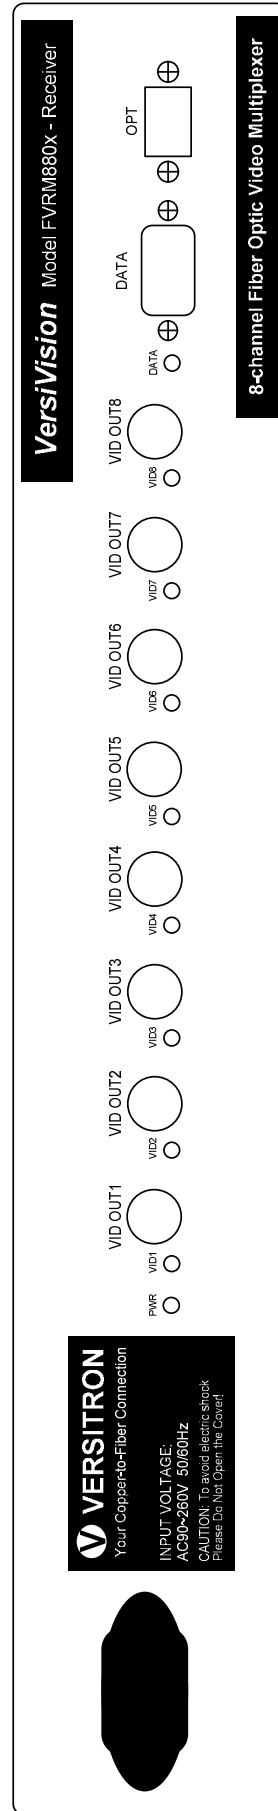 VERSITRON
Your Copper-to-Fiber Connection
INPUT VOLTAGE:
AC90~260V 50/60Hz
CAUTION: To avoid electric shock
Please Do Not Open the Cover!
PWR
VID1
VID OUT1
VID2
VID OUT2
VID3
VID OUT3
VID4
VID OUT4
VID5
VID OUT5
VID6
VID OUT6
VID7
VID OUT7
VID8
VID OUT8
DATA
DATA
OPT
VersiVision Model FVRM880x - Receiver
8-channel Fiber Optic Video Multiplexer